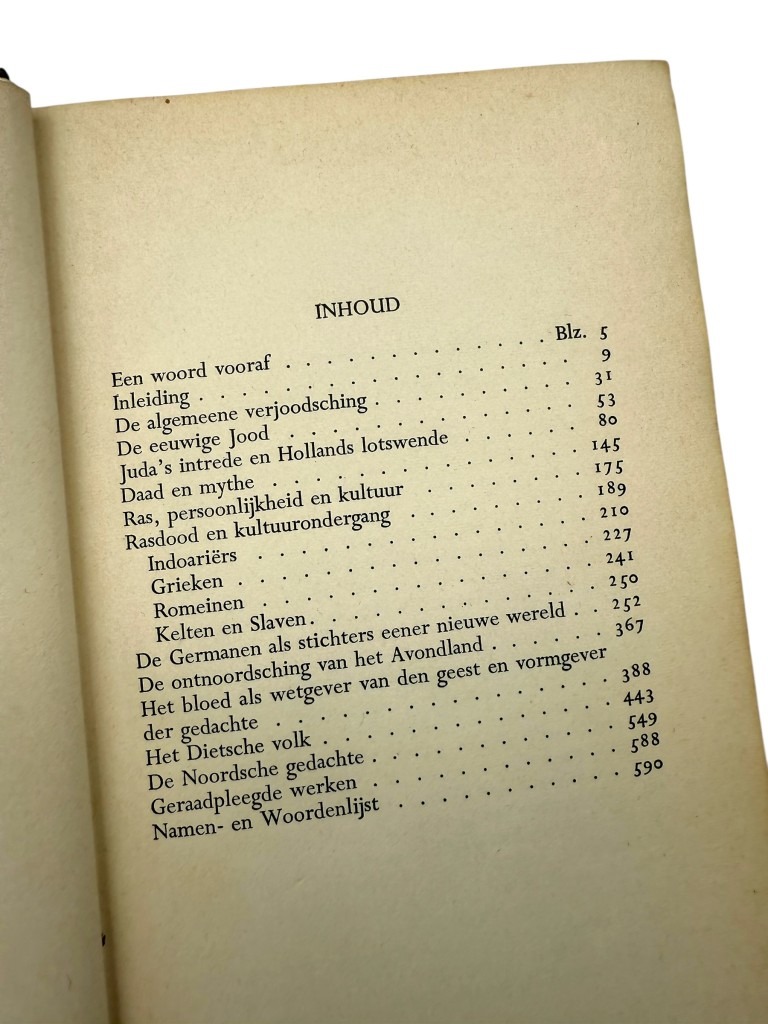 INHOUD
Een woord vooraf . . . . . . . . . . . . Blz. 5
Inleiding . . . . . . . . . . . . . . . . 9
De algemeene verjoodsching . . . . . . . . . 31
De eeuwige Jood . . . . . . . . . . . . . 53
Juda's intrede en Hollands lotswende . . . . . . 80
Daad en mythe . . . . . . . . . . . . . . 145
Ras, persoonlijkheid en kultuur . . . . . . . . 175
Rasdood en kultuurondergang . . . . . . . . . 189
Indoariërs . . . . . . . . . . . . . . . 210
Grieken . . . . . . . . . . . . . . . . 227
Romeinen . . . . . . . . . . . . . . . 241
Kelten en Slaven . . . . . . . . . . . . . 250
De Germanen als stichters eener nieuwe wereld . . 252
De ontnoordsching van het Avondland . . . . . . 367
Het bloed als wetgever van den geest en vormgever
der gedachte . . . . . . . . . . . . . . 388
Het Dietsche volk . . . . . . . . . . . . . 443
De Noordsche gedachte . . . . . . . . . . . 549
Geraadpleegde werken . . . . . . . . . . . 588
Namen- en Woordenlijst . . . . . . . . . . 590